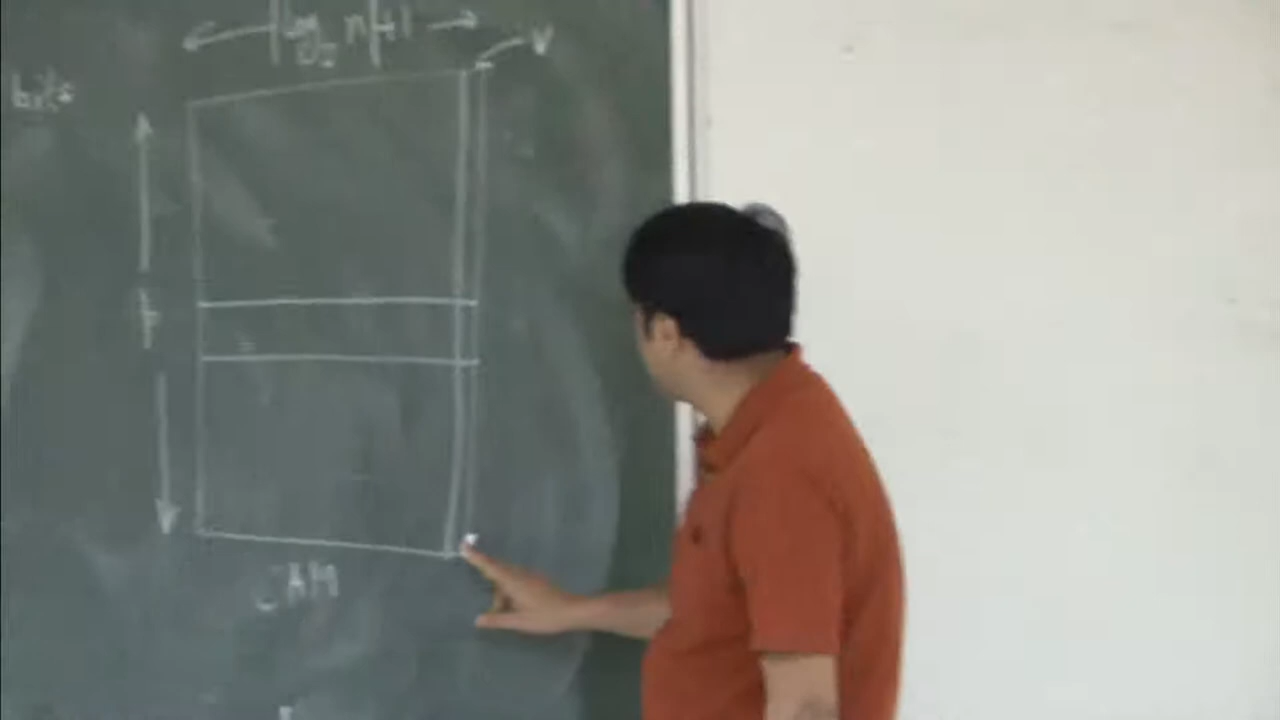 log₂ n + 1
v
bits
CAM